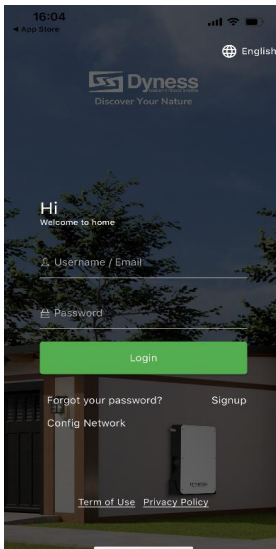 16:04
◀ App Store
English
Dyness
Discover Your Nature
Hi
Welcome to home
Username / Email
Password
Login
Forgot your password? Signup
Config Network
DYNESS
Term of Use Privacy Policy